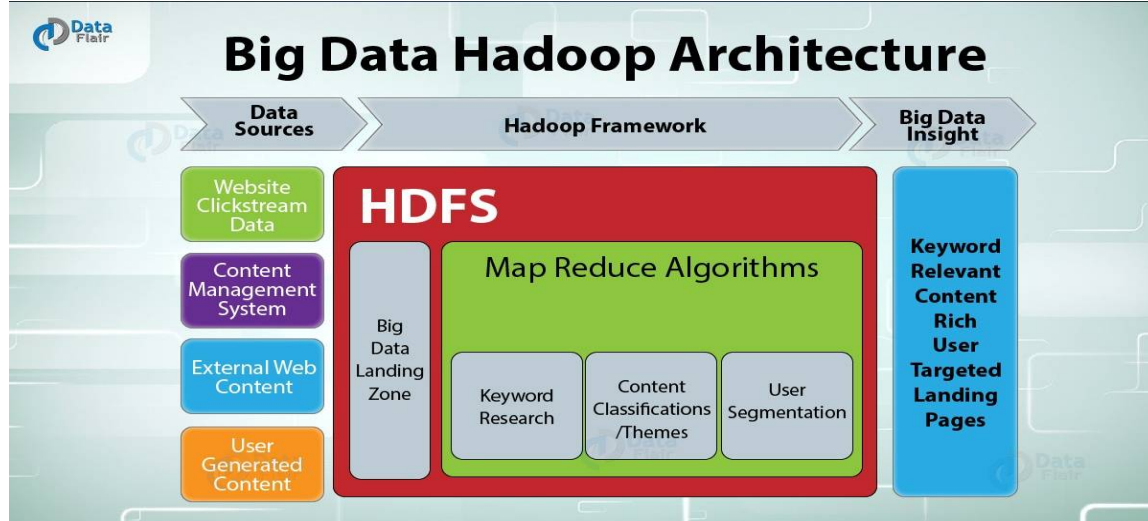 Data
Flair
Big Data Hadoop Architecture
Data
Sources
Hadoop Framework
Big Data
Insight
Website
Clickstream
Data
Content
Management
System
External Web
Content
User
Generated
Content
HDFS
Big
Data
Landing
Zone
Map Reduce Algorithms
Keyword
Research
Content
Classifications
/Themes
User
Segmentation
Keyword
Relevant
Content
Rich
User
Targeted
Landing
Pages
Data
Flair